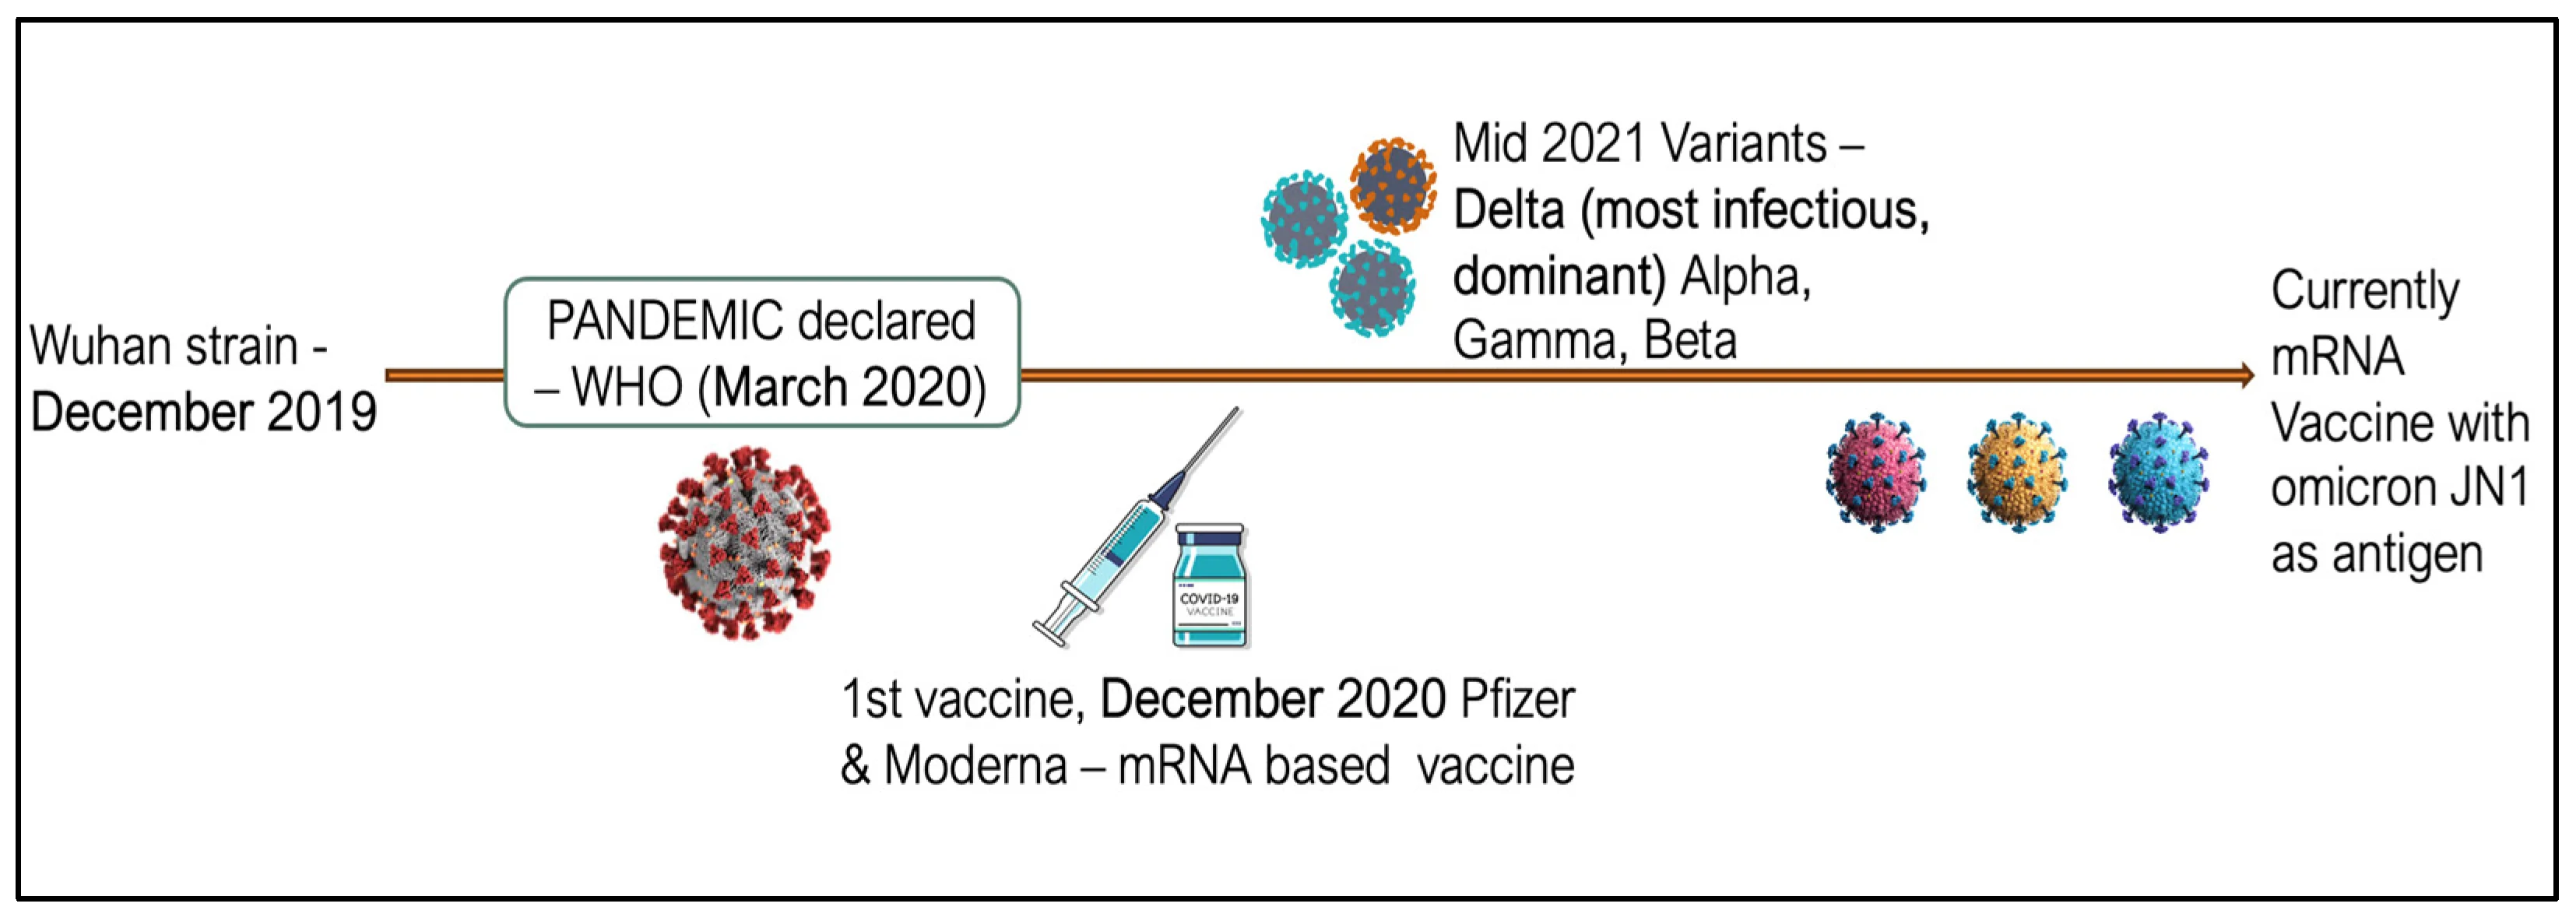 Wuhan strain -
December 2019
PANDEMIC declared
– WHO (March 2020)
COVID-19
VACCINE
1st vaccine, December 2020 Pfizer
& Moderna – mRNA based vaccine
Mid 2021 Variants –
Delta (most infectious,
dominant) Alpha,
Gamma, Beta
Currently
mRNA
Vaccine with
omicron JN1
as antigen